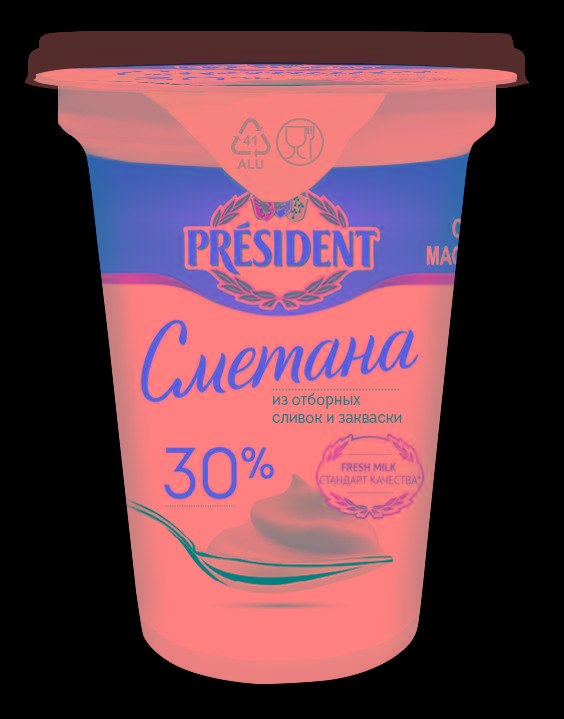 41
ALU
PRÉSIDENT
Сметана
из отборных
сливок и закваски
30%
FRESH MILK
СТАНДАРТ КАЧЕСТВА*